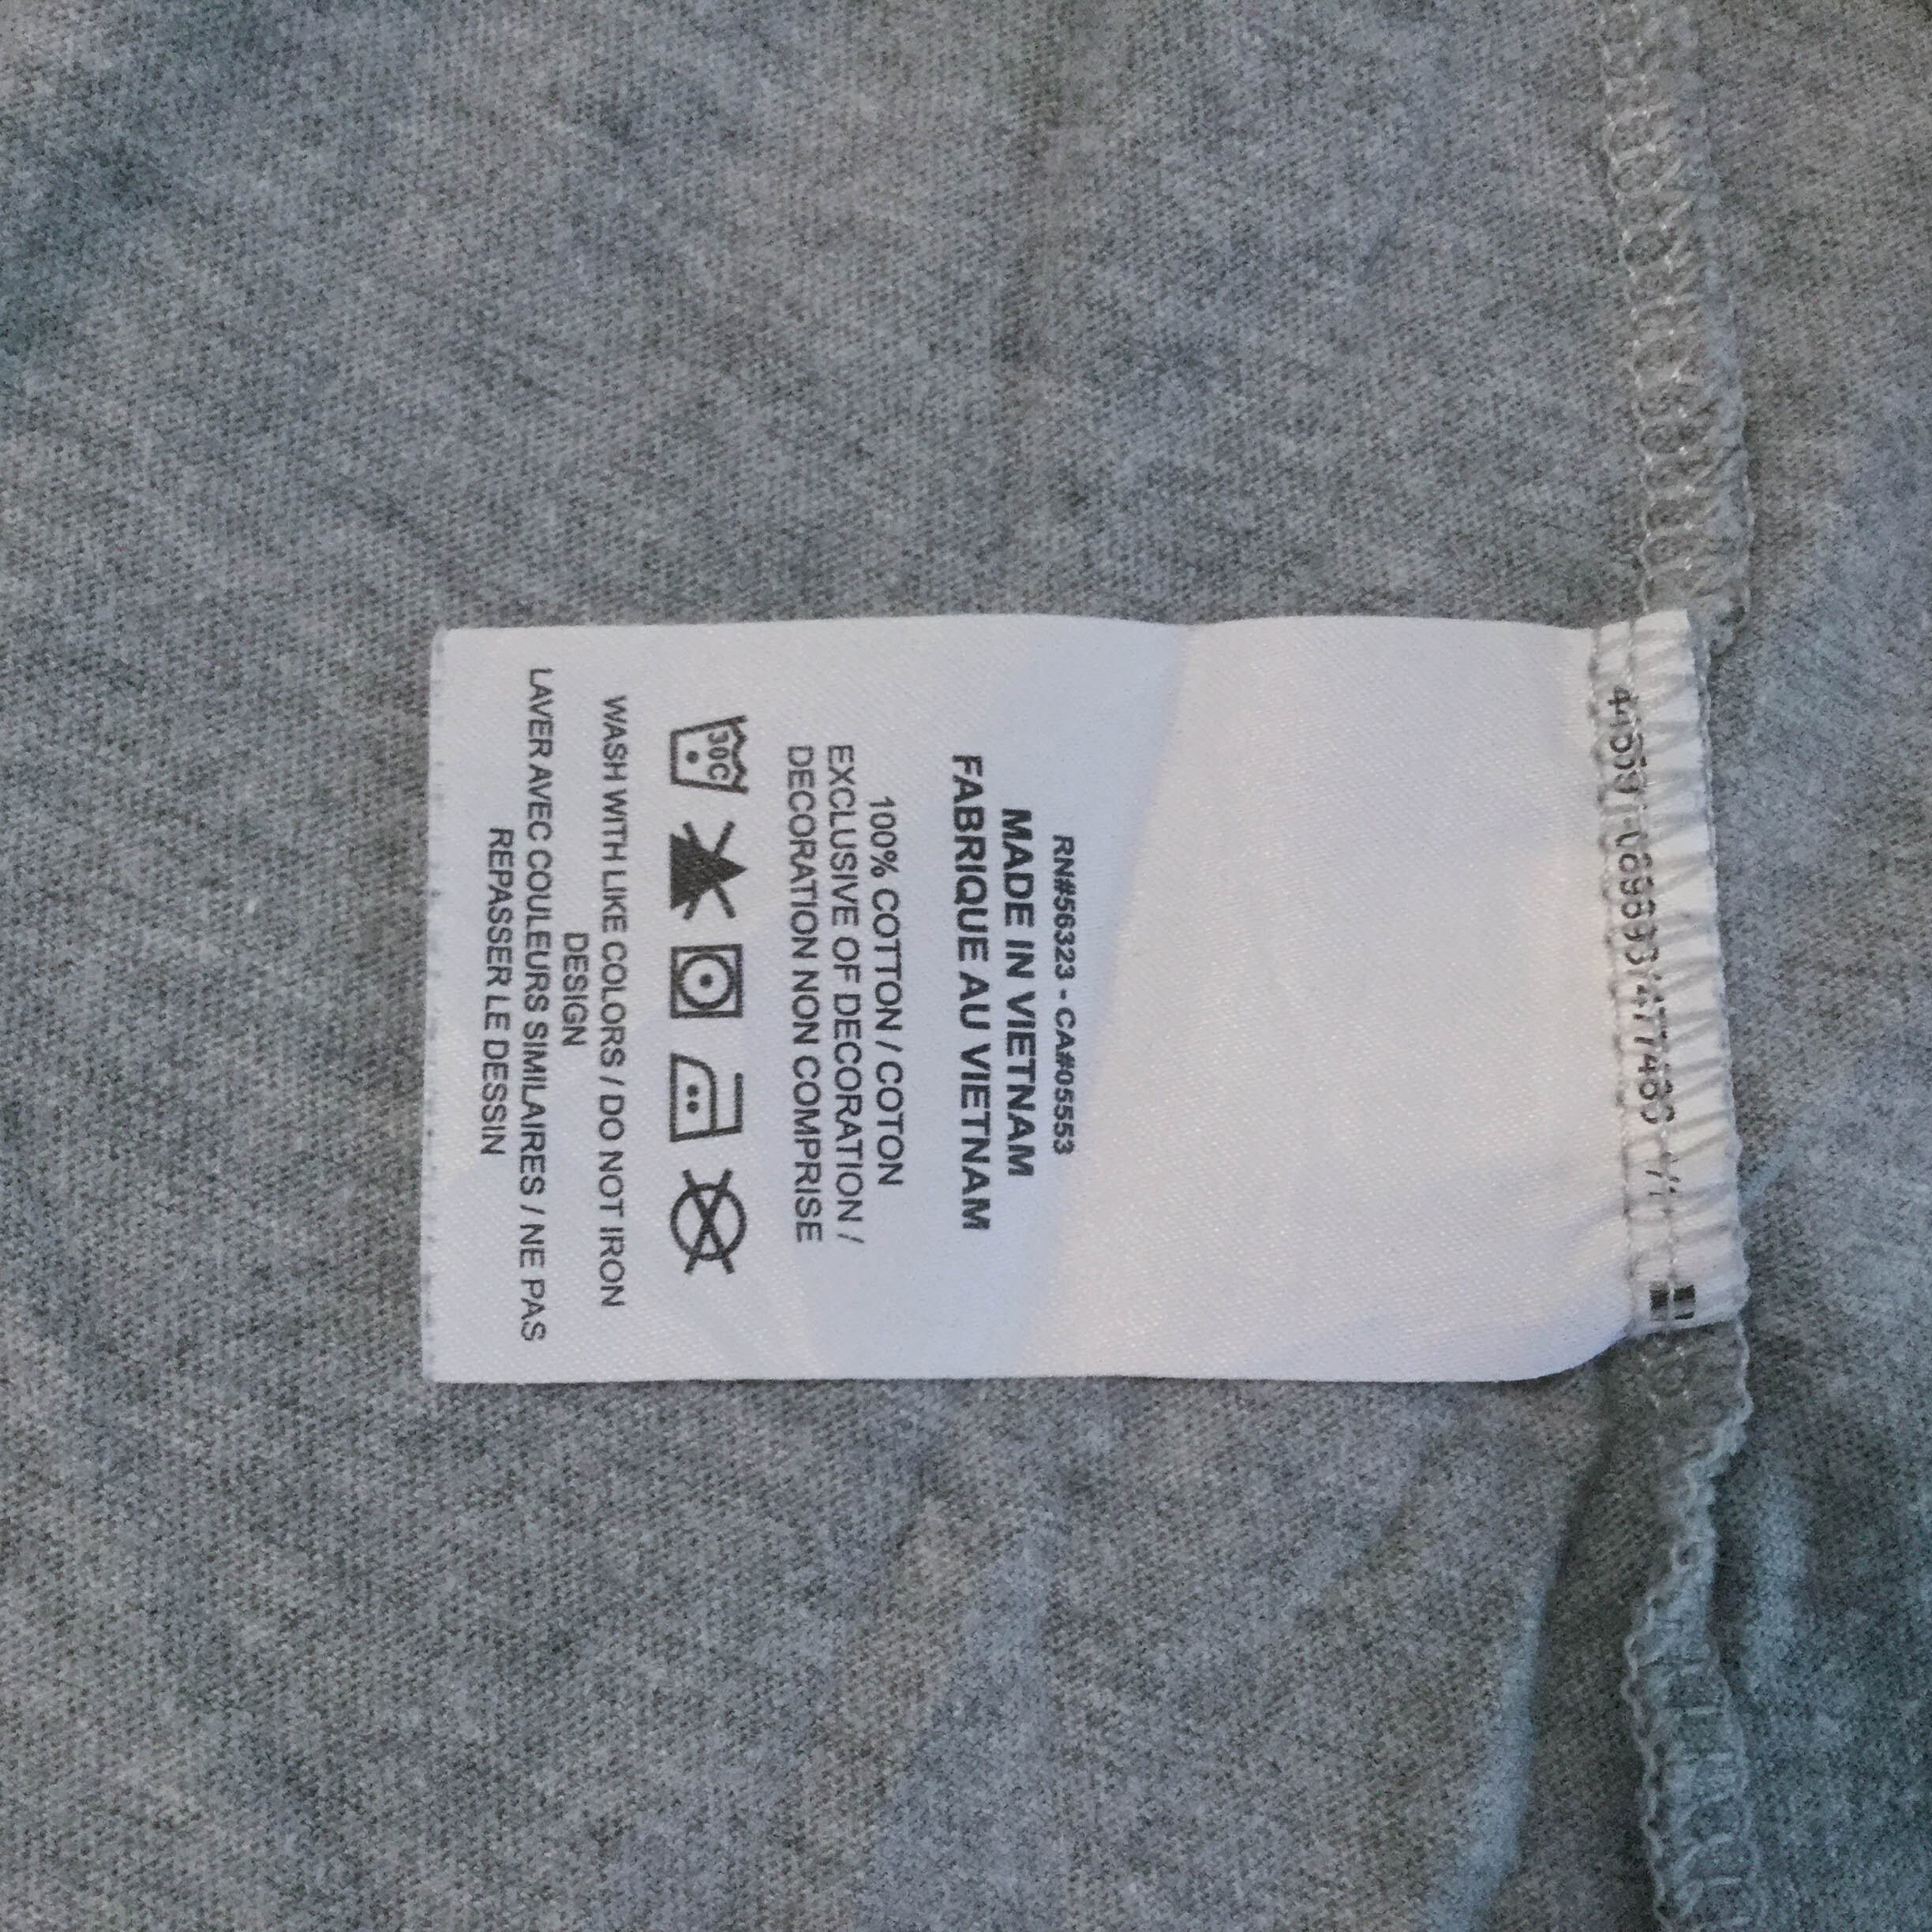 RN#56323 - CA#05553
MADE IN VIETNAM
FABRIQUE AU VIETNAM
100% COTTON / COTON
EXCLUSIVE OF DECORATION /
DECORATION NON COMPRISE
30C
WASH WITH LIKE COLORS / DO NOT IRON
DESIGN
LAVER AVEC COULEURS SIMILAIRES / NE PAS
REPASSER LE DESSIN